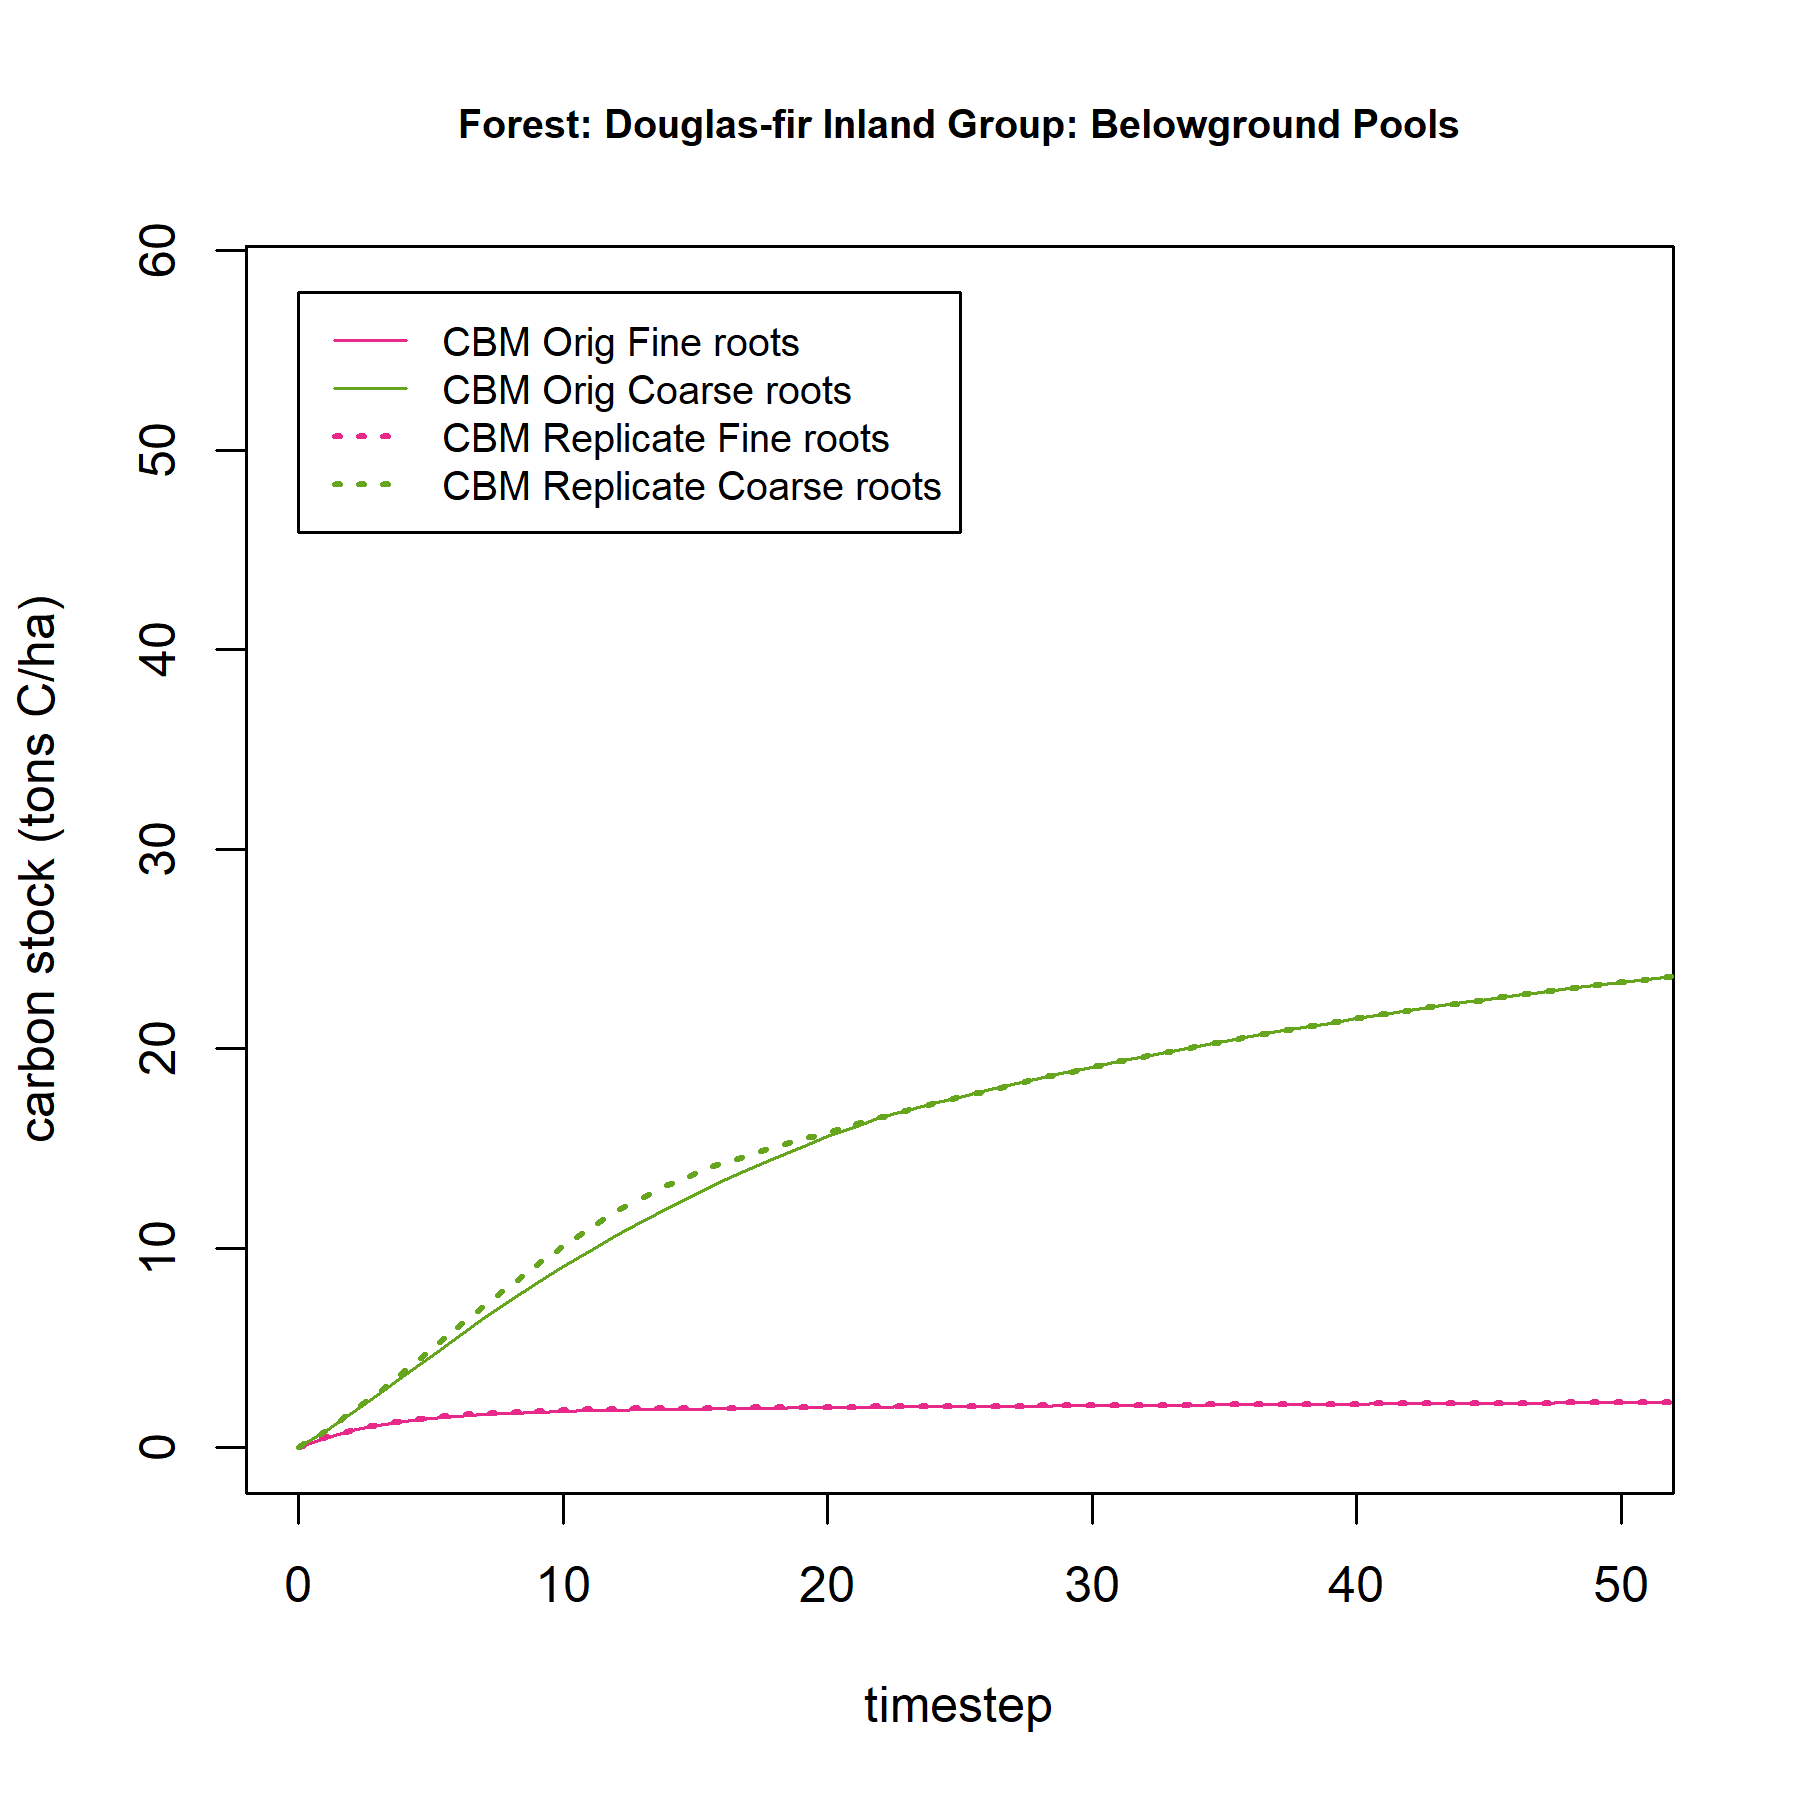 Forest: Douglas-fir Inland Group: Belowground Pools
60
50
40
30
20
10
0
carbon stock (tons C/ha)
CBM Orig Fine roots
CBM Orig Coarse roots
CBM Replicate Fine roots
CBM Replicate Coarse roots
0 10 20 30 40 50
timestep